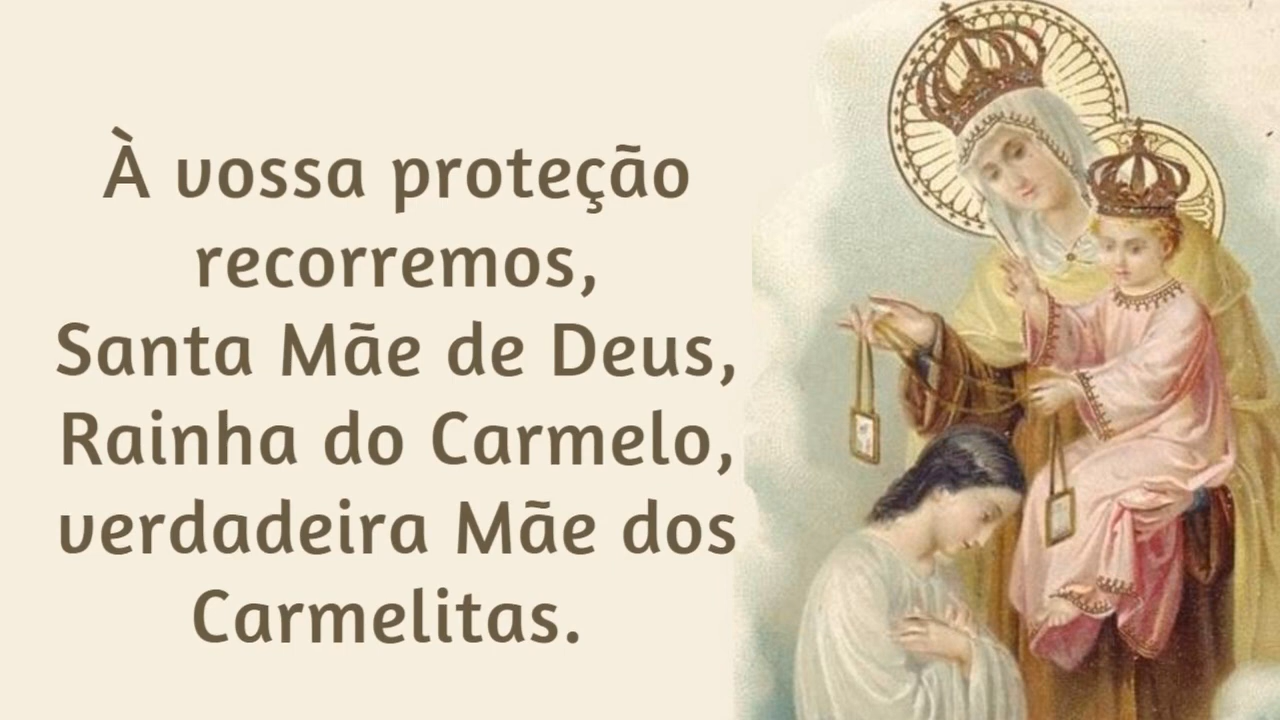 À vossa proteção
recorremos,
Santa Mãe de Deus,
Rainha do Carmelo,
verdadeira Mãe dos
Carmelitas.